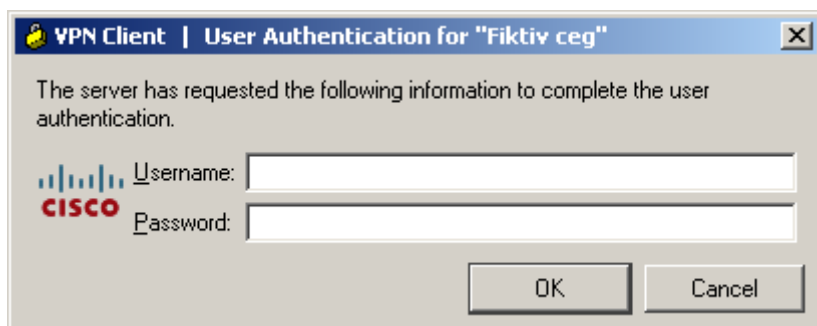 VPN Client | User Authentication for "Fiktiv ceg"
The server has requested the following information to complete the user
authentication.
Username:
CISCO
Password:
OK Cancel